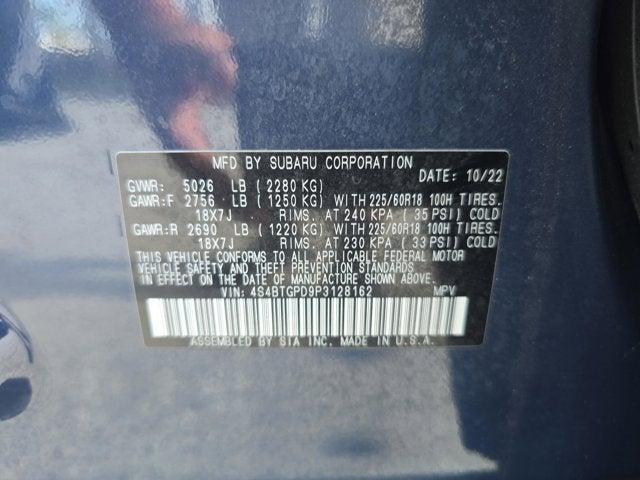 MFD BY SUBARU CORPORATION
DATE: 10/22
GVWR: 5026 LB (2280 KG)
GAWR:F 2756 LB (1250 KG) WITH 225/60R18 100H TIRES.
18X7J RIMS. AT 240 KPA (35 PSI) COLD
GAWR:R 2690 LB (1220 KG) WITH 225/60R18 100H TIRES.
18X7J RIMS. AT 230 KPA (33 PSI) COLD
THIS VEHICLE CONFORMS TO ALL APPLICABLE FEDERAL MOTOR
VEHICLE SAFETY AND THEFT PREVENTION STANDARDS
IN EFFECT ON THE DATE OF MANUFACTURE SHOWN ABOVE.
VIN: 4S4BTGPD9P3128162 MPV
ASSEMBLED BY SIA INC. MADE IN U.S.A.